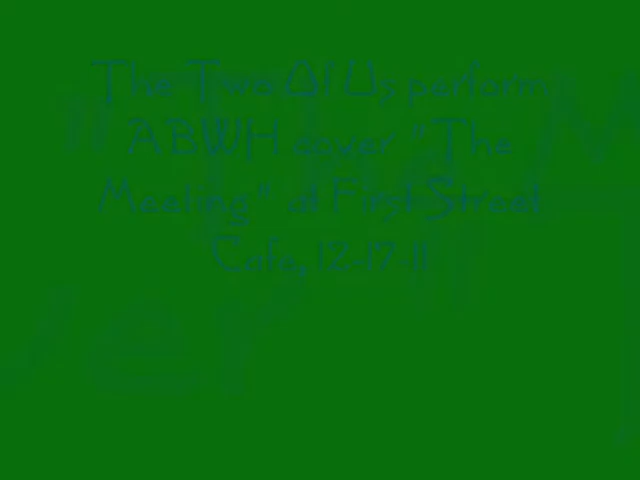 The Two Of Us perform
ABWH cover "The
Meeting" at First Street
Cafe, 12-17-11